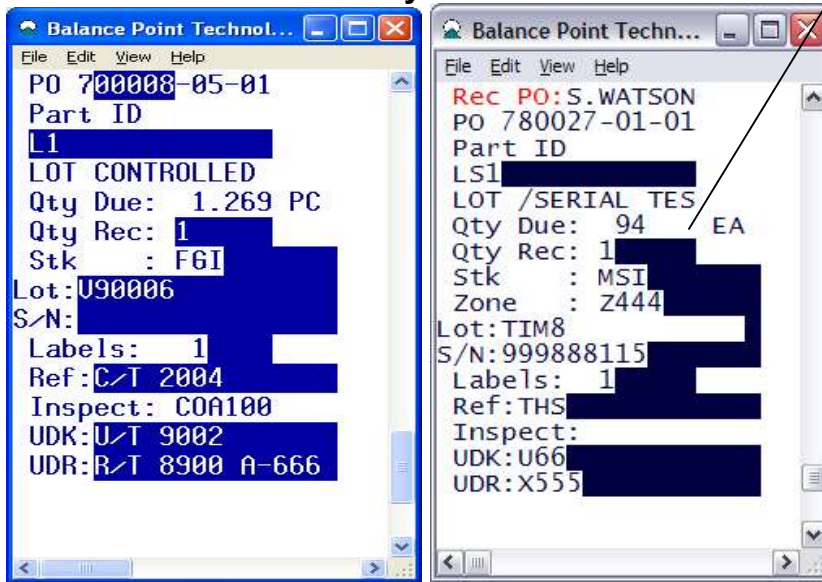 Balance Point Technol...
File Edit View Help
PO 700008-05-01
Part ID
L1
LOT CONTROLLED
Qty Due: 1.269 PC
Qty Rec: 1
Stk : FGI
Lot:V90006
S/N:
Labels: 1
Ref:C/T 2004
Inspect: COA100
UDK:U/T 9002
UDR:R/T 8900 A-666
Balance Point Techn...
File Edit View Help
Rec PO:S.WATSON
PO 780027-01-01
Part ID
LS1
LOT /SERIAL TES
Qty Due: 94 EA
Qty Rec: 1
Stk : MSI
Zone : Z444
Lot:TIM8
S/N:999888115
Labels: 1
Ref:THS
Inspect:
UDK:U66
UDR:X555